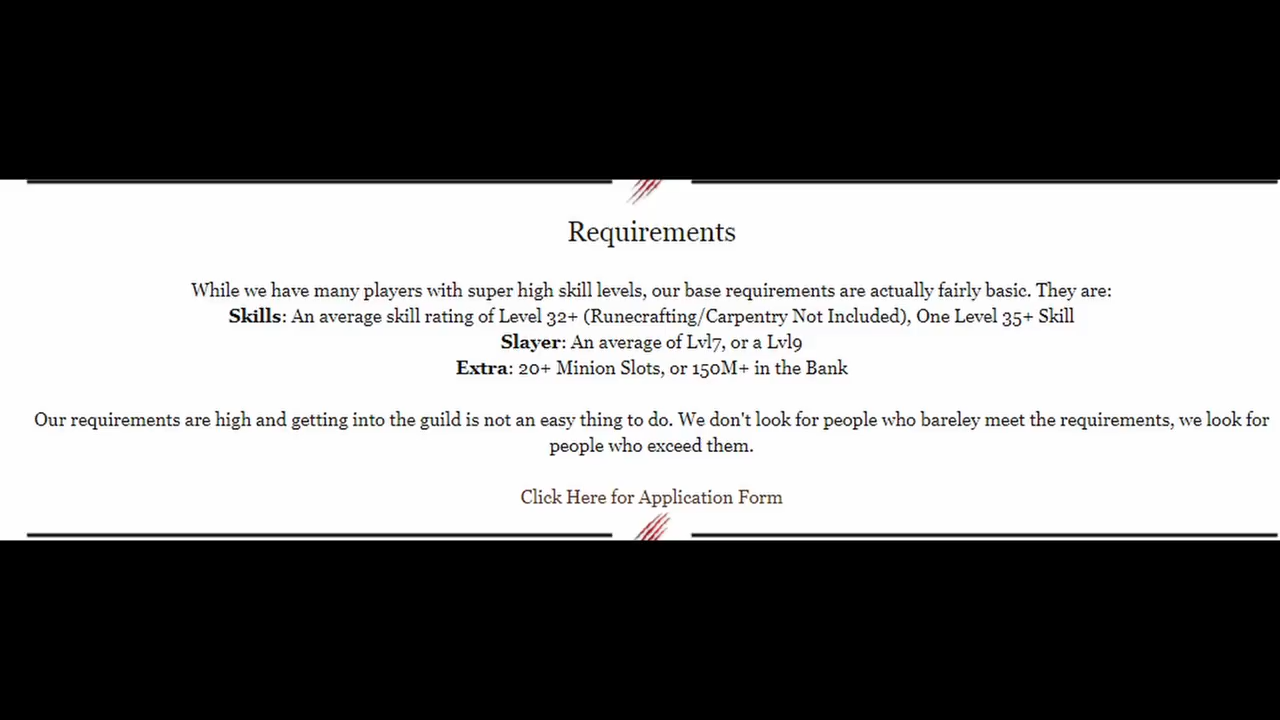 Requirements
While we have many players with super high skill levels, our base requirements are actually fairly basic. They are:
Skills: An average skill rating of Level 32+ (Runecrafting/Carpentry Not Included), One Level 35+ Skill
Slayer: An average of Lvl7, or a Lvl9
Extra: 20+ Minion Slots, or 150M+ in the Bank
Our requirements are high and getting into the guild is not an easy thing to do. We don't look for people who bareley meet the requirements, we look for
people who exceed them.
Click Here for Application Form